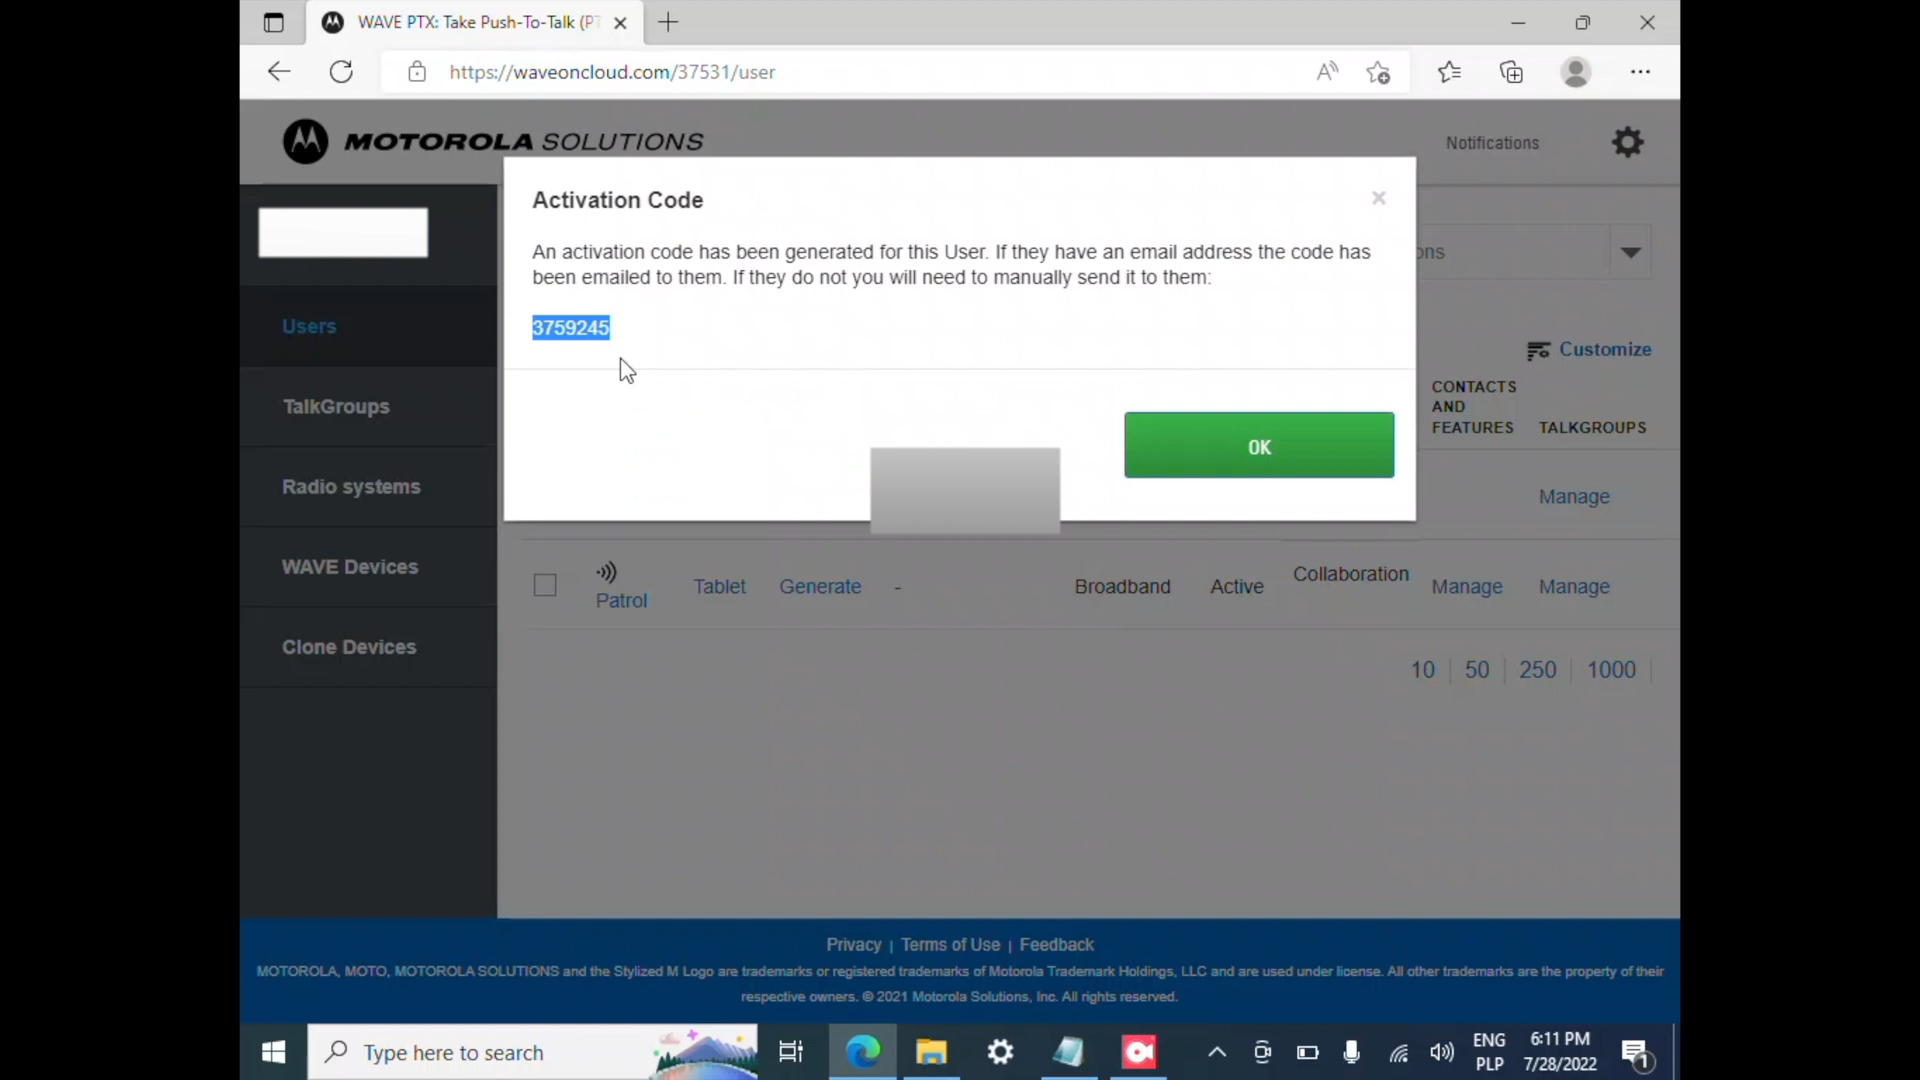 WAVE PTX: Take Push-To-Talk (PT
https://waveoncloud.com/37531/user
MOTOROLA SOLUTIONS
Notifications
Activation Code
An activation code has been generated for this User. If they have an email address the code has
been emailed to them. If they do not you will need to manually send it to them:
3759245
OK
Users
TalkGroups
Radio systems
WAVE Devices
Clone Devices
ons
Customize
CONTACTS
AND
FEATURES
TALKGROUPS
Manage
Patrol
Tablet
Generate
-
Broadband
Active
Collaboration
Manage
Manage
10 | 50 | 250 | 1000
Privacy | Terms of Use | Feedback
MOTOROLA, MOTO, MOTOROLA SOLUTIONS and the Stylized M Logo are trademarks or registered trademarks of Motorola Trademark Holdings, LLC and are used under license. All other trademarks are the property of their
respective owners. © 2021 Motorola Solutions, Inc. All rights reserved.
Type here to search
ENG
PLP
6:11 PM
7/28/2022
1